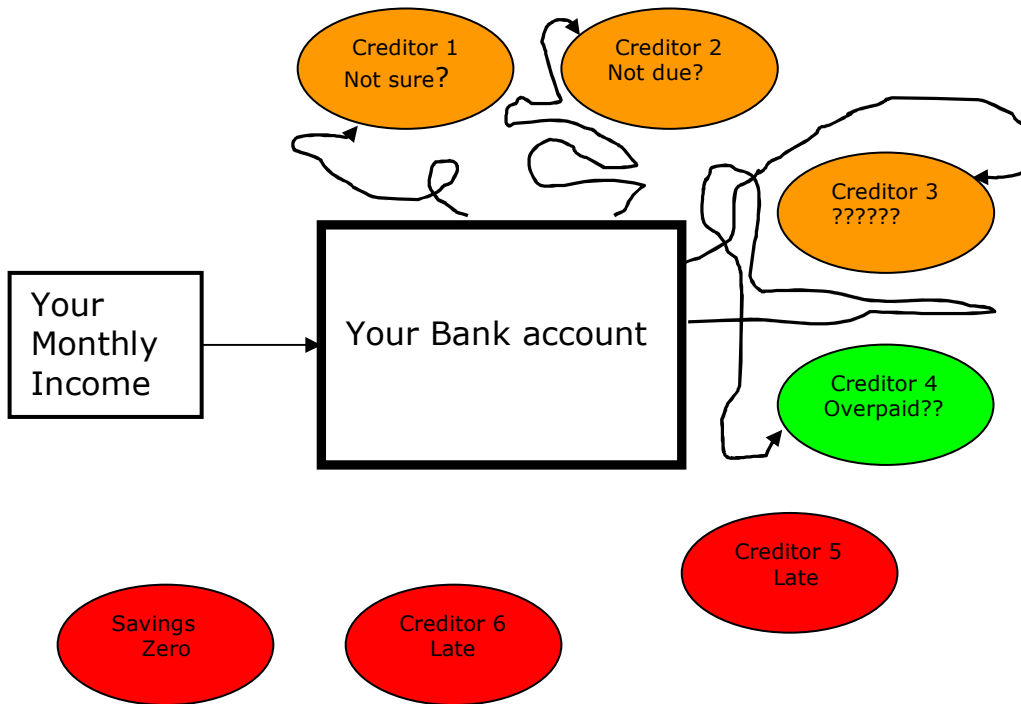 Creditor 1
Not sure?
Creditor 2
Not due?
Creditor 3
??????
Your
Monthly
Income
Your Bank account
Creditor 4
Overpaid??
Creditor 5
Late
Savings
Zero
Creditor 6
Late